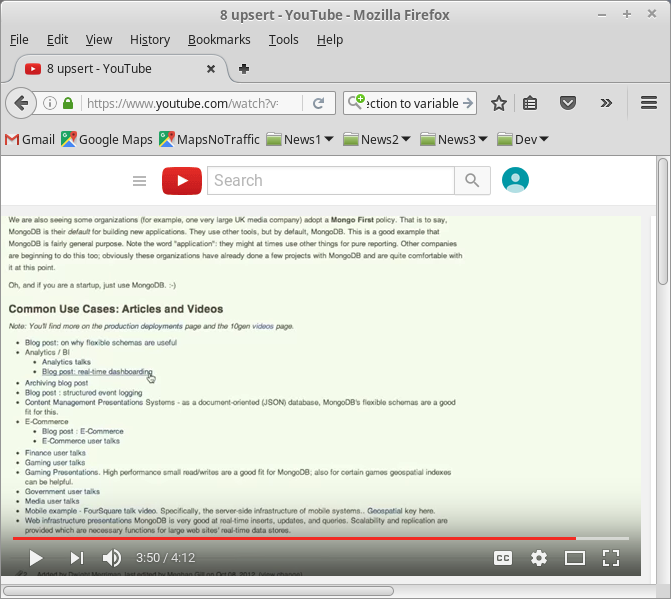 8 upsert - YouTube - Mozilla Firefox
File Edit View History Bookmarks Tools Help
8 upsert - YouTube
https://www.youtube.com/watch?v=
ection to variable
Gmail Google Maps MapsNoTraffic News1 News2 News3 Dev
Search
We are also seeing some organizations (for example, one very large UK media company) adopt a Mongo First policy. That is to say,
MongoDB is their default for building new applications. They use other tools, but by default, MongoDB. This is a good example that
MongoDB is fairly general purpose. Note the word "application": they might at times use other things for pure reporting. Other companies
are beginning to do this too; obviously these organizations have already done a few projects with MongoDB and are quite comfortable with
it at this point.
Oh, and if you are a startup, just use MongoDB. :-)
Common Use Cases: Articles and Videos
Note: You'll find more on the production deployments page and the 10gen videos page.
Blog post: on why flexible schemas are useful
Analytics / BI
Analytics talks
Blog post: real-time dashboarding
Archiving blog post
Blog post : structured event logging
Content Management Presentations Systems - as a document-oriented (JSON) database, MongoDB's flexible schemas are a good
fit for this.
E-Commerce
Blog post : E-Commerce
E-Commerce user talks
Finance user talks
Gaming user talks
Gaming Presentations. High performance small read/writes are a good fit for MongoDB; also for certain games geospatial indexes
can be helpful.
Government user talks
Media user talks
Mobile example - FourSquare talk video. Specifically, the server-side infrastructure of mobile systems.. Geospatial key here.
Web infrastructure presentations MongoDB is very good at real-time inserts, updates, and queries. Scalability and replication are
provided which are necessary functions for large web sites' real-time data stores.
3:50 / 4:12
CC